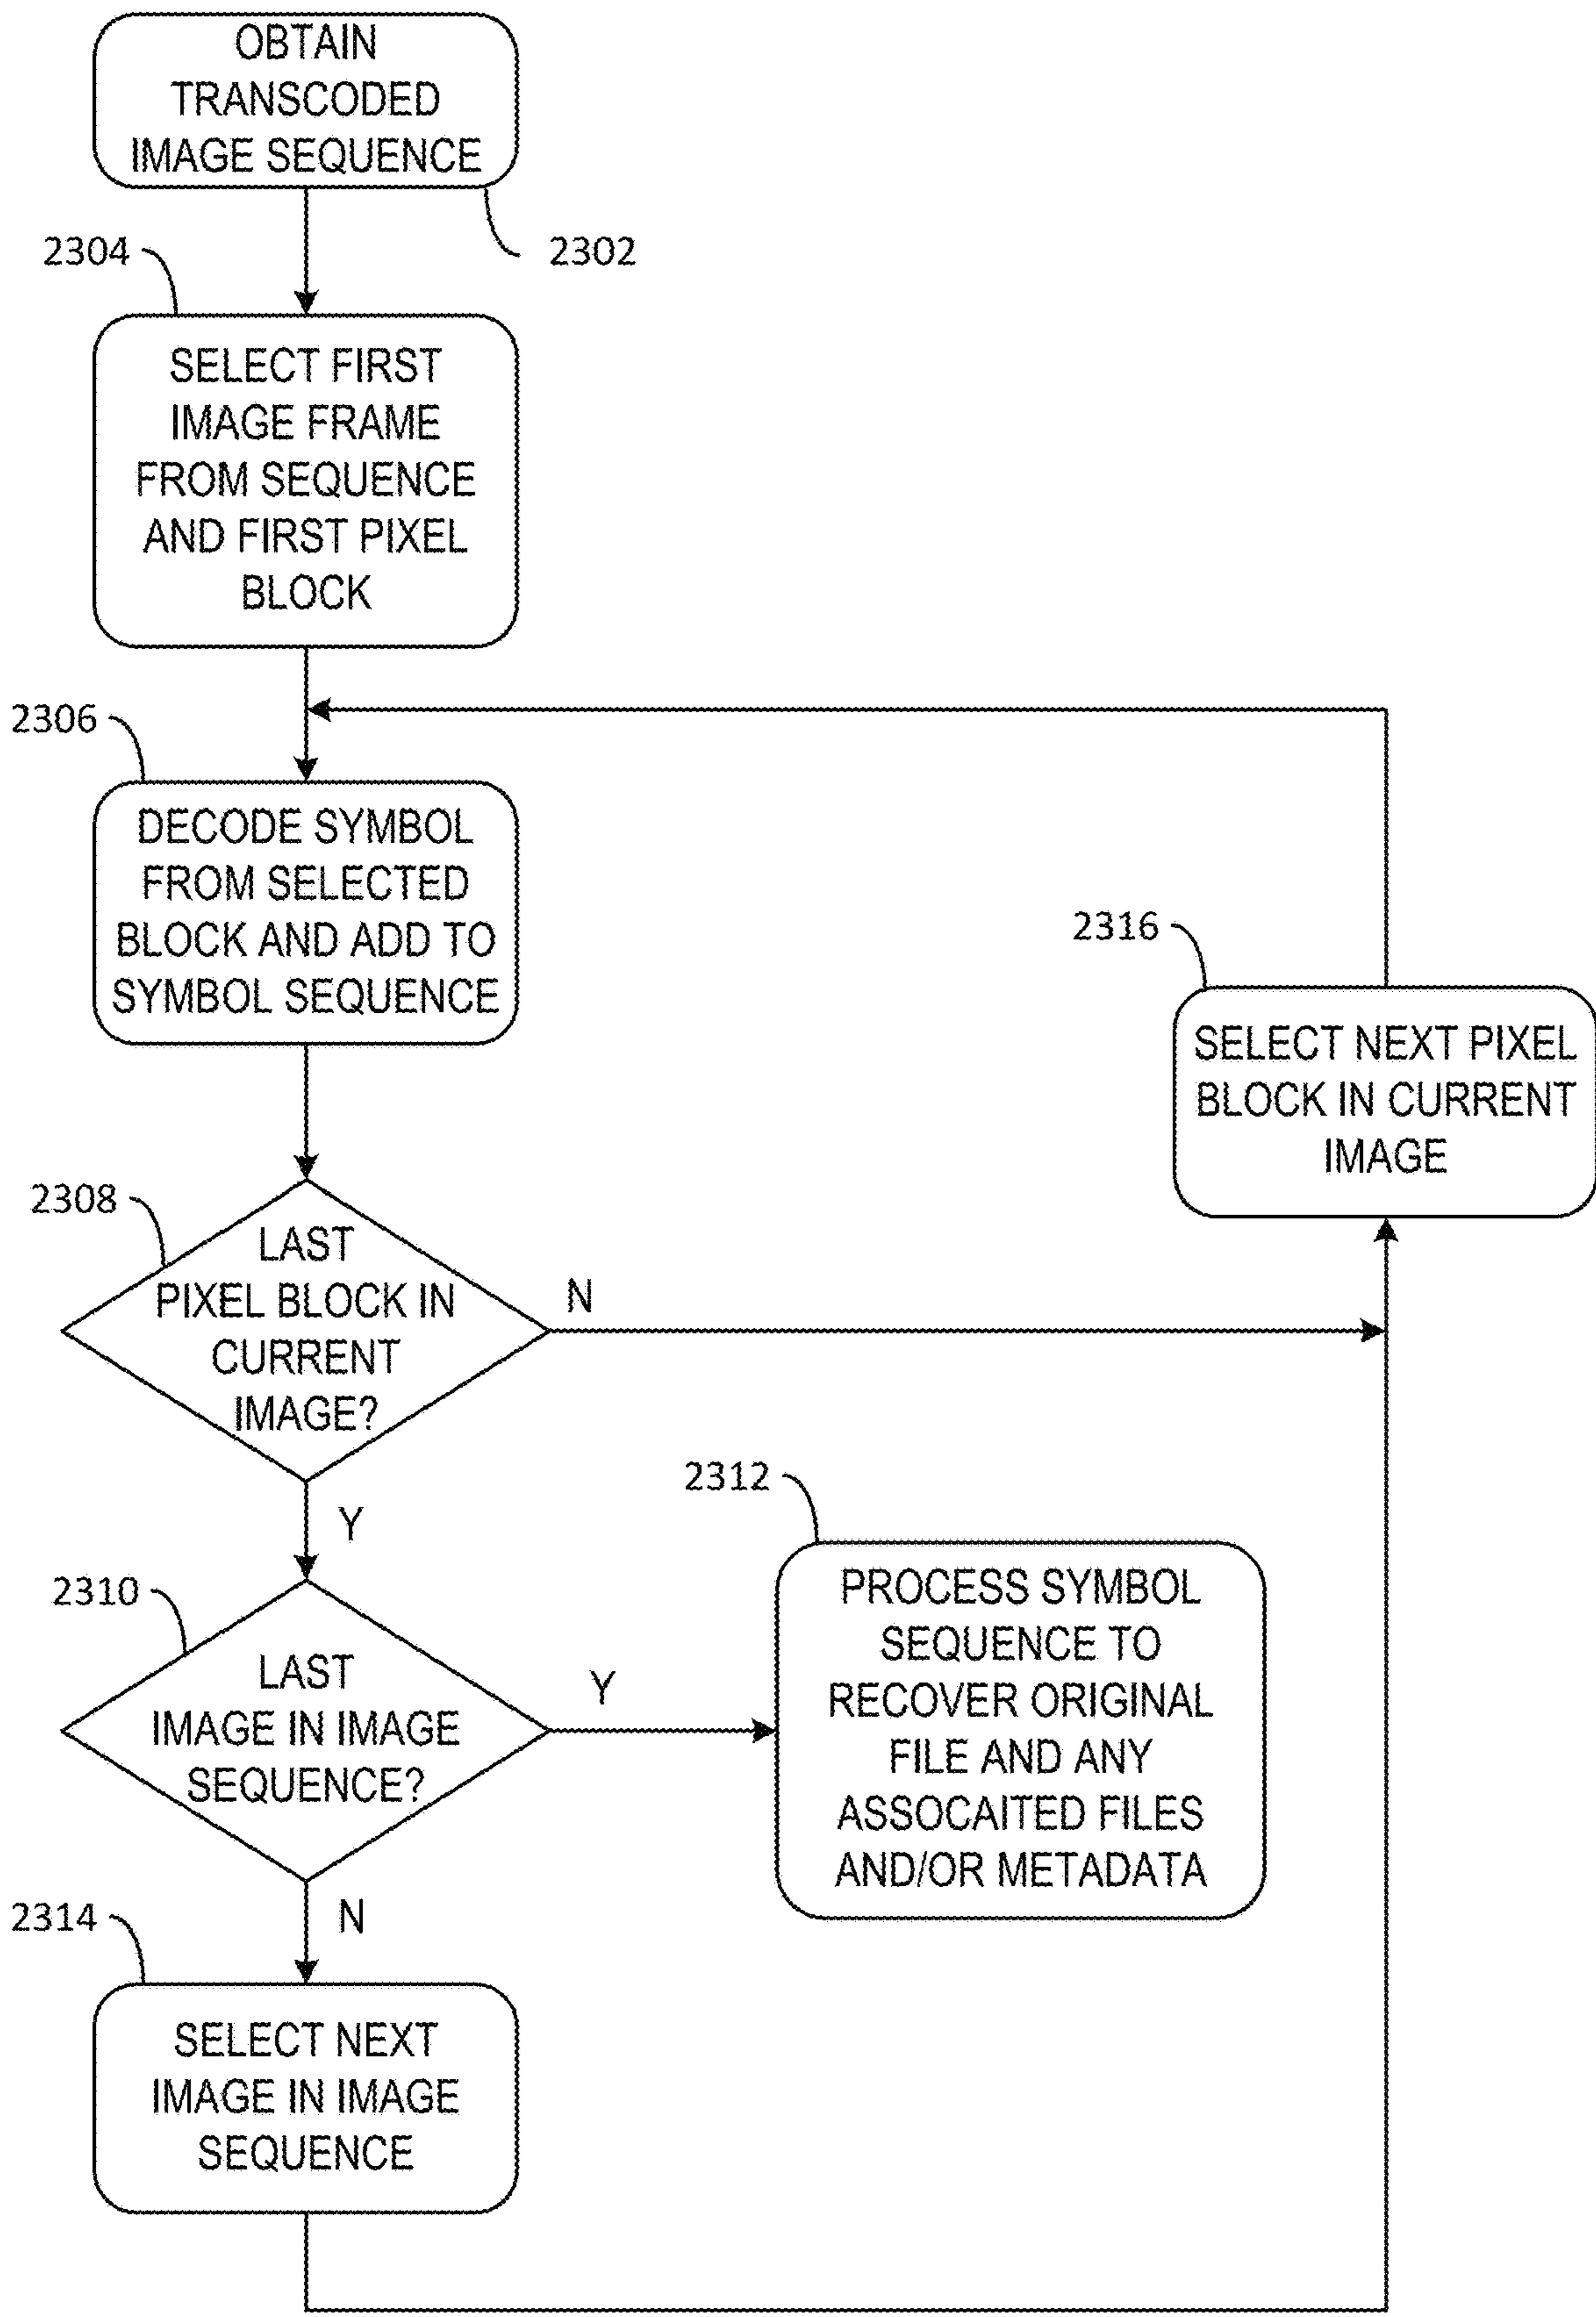 OBTAIN
TRANSCODED
IMAGE SEQUENCE
2302
2304
SELECT FIRST
IMAGE FRAME
FROM SEQUENCE
AND FIRST PIXEL
BLOCK
2306
DECODE SYMBOL
FROM SELECTED
BLOCK AND ADD TO
SYMBOL SEQUENCE
2316
SELECT NEXT PIXEL
BLOCK IN CURRENT
IMAGE
2308
LAST
PIXEL BLOCK IN
CURRENT
IMAGE?
N
Y
2310
LAST
IMAGE IN IMAGE
SEQUENCE?
Y
2312
PROCESS SYMBOL
SEQUENCE TO
RECOVER ORIGINAL
FILE AND ANY
ASSOCAITED FILES
AND/OR METADATA
N
2314
SELECT NEXT
IMAGE IN IMAGE
SEQUENCE